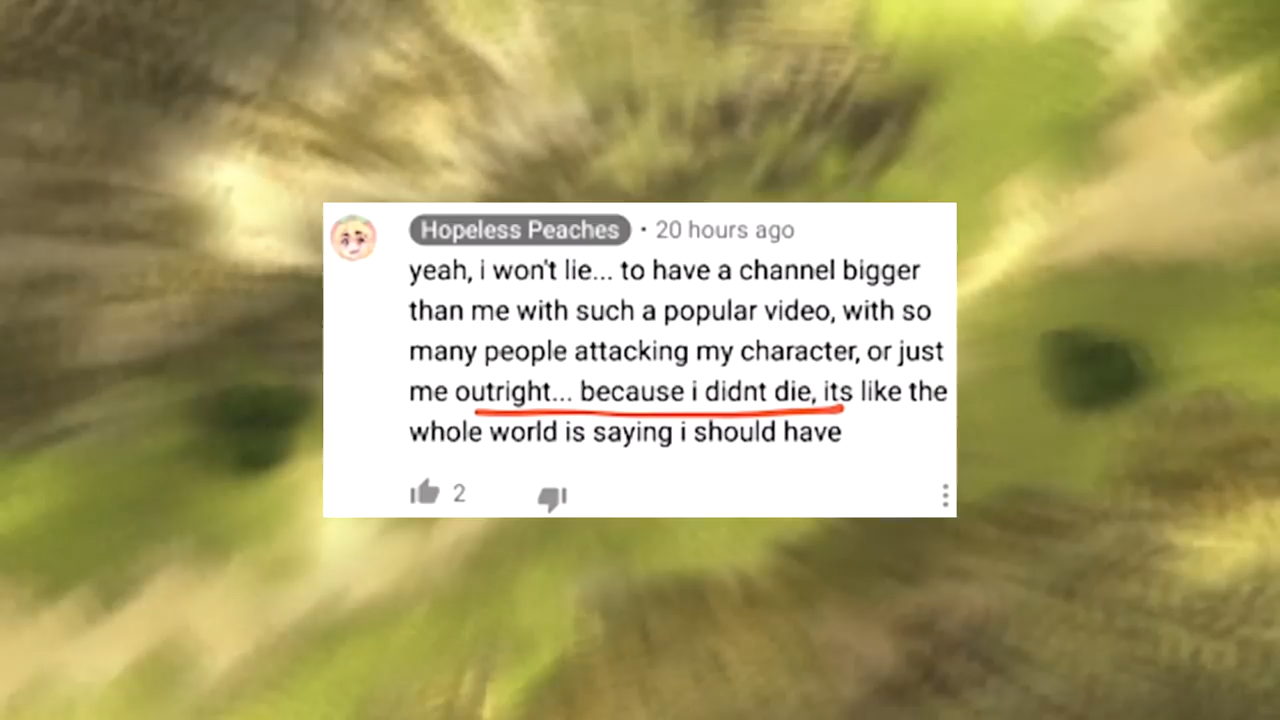 Hopeless Peaches • 20 hours ago
yeah, i won't lie... to have a channel bigger
than me with such a popular video, with so
many people attacking my character, or just
me outright... because i didnt die, its like the
whole world is saying i should have
2